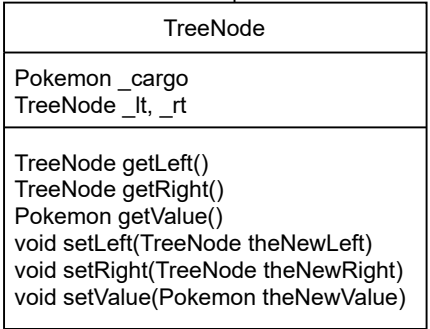 TreeNode
Pokemon _cargo
TreeNode _lt, _rt
TreeNode getLeft()
TreeNode getRight()
Pokemon getValue()
void setLeft(TreeNode theNewLeft)
void setRight(TreeNode theNewRight)
void setValue(Pokemon theNewValue)